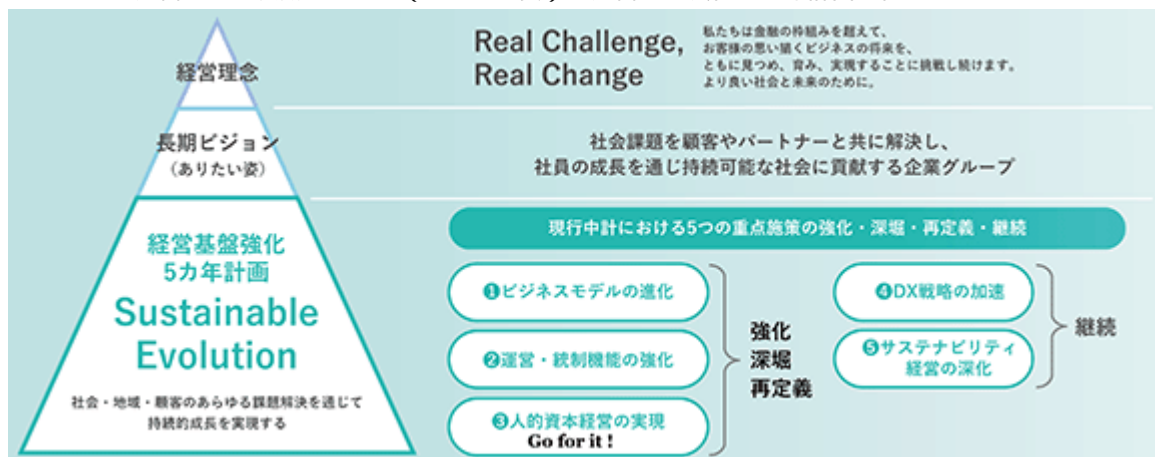 経営理念
Real Challenge,
Real Change
私たちは金融の枠組みを超えて、
お客様の思い描くビジネスの将来を、
ともに見つめ、育み、実現することに挑戦し続けます。
より良い社会と未来のために。
長期ビジョン
（ありたい姿）
社会課題を顧客やパートナーと共に解決し、
社員の成長を通じ持続可能な社会に貢献する企業グループ
経営基盤強化
5カ年計画
Sustainable
Evolution
社会・地域・顧客のあらゆる課題解決を通じて
持続的成長を実現する
現行中計における5つの重点施策の強化・深堀・再定義・継続
❶ビジネスモデルの進化
❷運営・統制機能の強化
❸人的資本経営の実現
Go for it !
強化
深堀
再定義
❹DX戦略の加速
❺サステナビリティ
経営の深化
継続